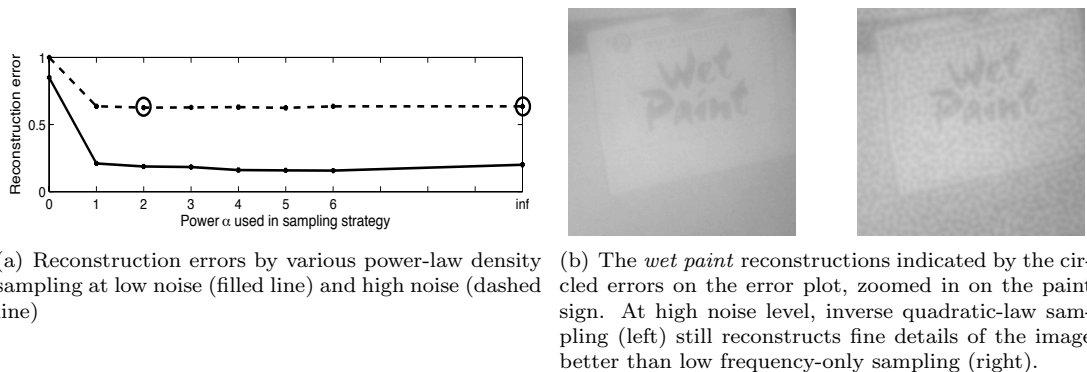 Reconstruction error
1
0.5
0
0 1 2 3 4 5 6 inf
Power α used in sampling strategy
Wet
Paint
Wet
Paint
(a) Reconstruction errors by various power-law density
sampling at low noise (filled line) and high noise (dashed
line)
(b) The wet paint reconstructions indicated by the cir-
cled errors on the error plot, zoomed in on the paint
sign. At high noise level, inverse quadratic-law sam-
pling (left) still reconstructs fine details of the image
better than low frequency-only sampling (right).